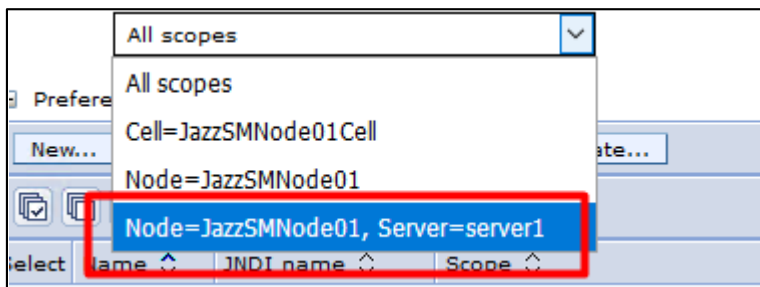 All scopes
All scopes
Prefere
Cell=JazzSMNode01Cell
New...
ate...
Node=JazzSMNode01
Node=JazzSMNode01, Server=server1
Select Name JNDI name Scope